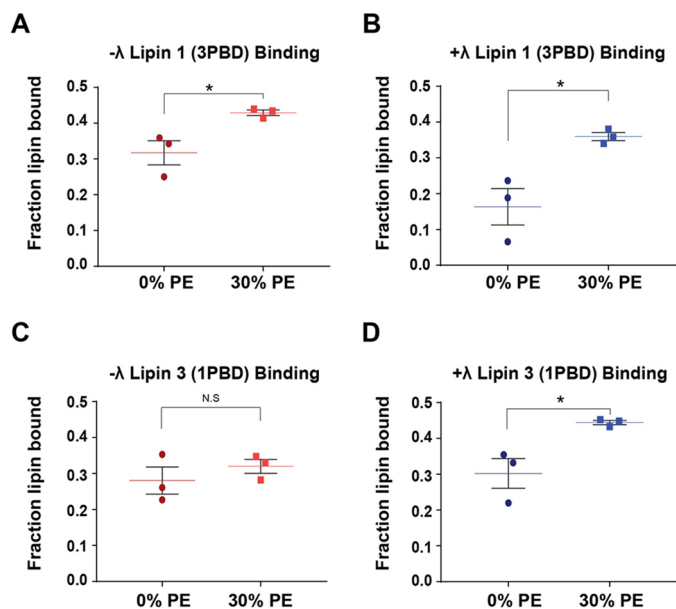 A
-λ Lipin 1 (3PBD) Binding
Fraction lipin bound
0.5
0.4
0.3
0.2
0.1
0.0
*
0% PE
30% PE
B
+λ Lipin 1 (3PBD) Binding
Fraction lipin bound
0.5
0.4
0.3
0.2
0.1
0.0
*
0% PE
30% PE
C
-λ Lipin 3 (1PBD) Binding
Fraction lipin bound
0.5
0.4
0.3
0.2
0.1
0.0
N.S
0% PE
30% PE
D
+λ Lipin 3 (1PBD) Binding
Fraction lipin bound
0.5
0.4
0.3
0.2
0.1
0.0
*
0% PE
30% PE